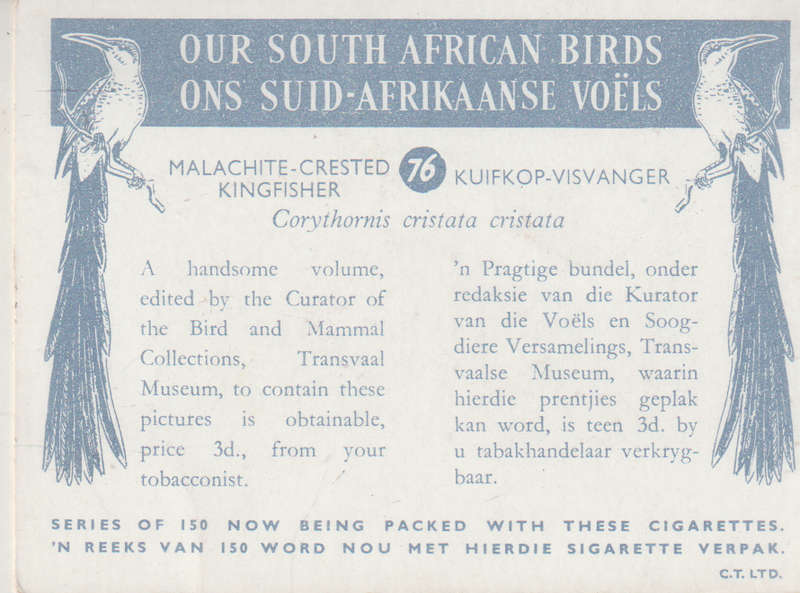 OUR SOUTH AFRICAN BIRDS
ONS SUID-AFRIKAANSE VOËLS
MALACHITE-CRESTED
KINGFISHER
76
KUIFKOP-VISVANGER
Corythornis cristata cristata
A handsome volume,
edited by the Curator of
the Bird and Mammal
Collections, Transvaal
Museum, to contain these
pictures is obtainable,
price 3d., from your
tobacconist.
'n Pragtige bundel, onder
redaksie van die Kurator
van die Voëls en Soog-
diere Versamelings, Trans-
vaalse Museum, waarin
hierdie prentjies geplak
kan word, is teen 3d. by
u tabakhandelaar verkryg-
baar.
SERIES OF 150 NOW BEING PACKED WITH THESE CIGARETTES.
'N REEKS VAN 150 WORD NOU MET HIERDIE SIGARETTE VERPAK.
C.T. LTD.